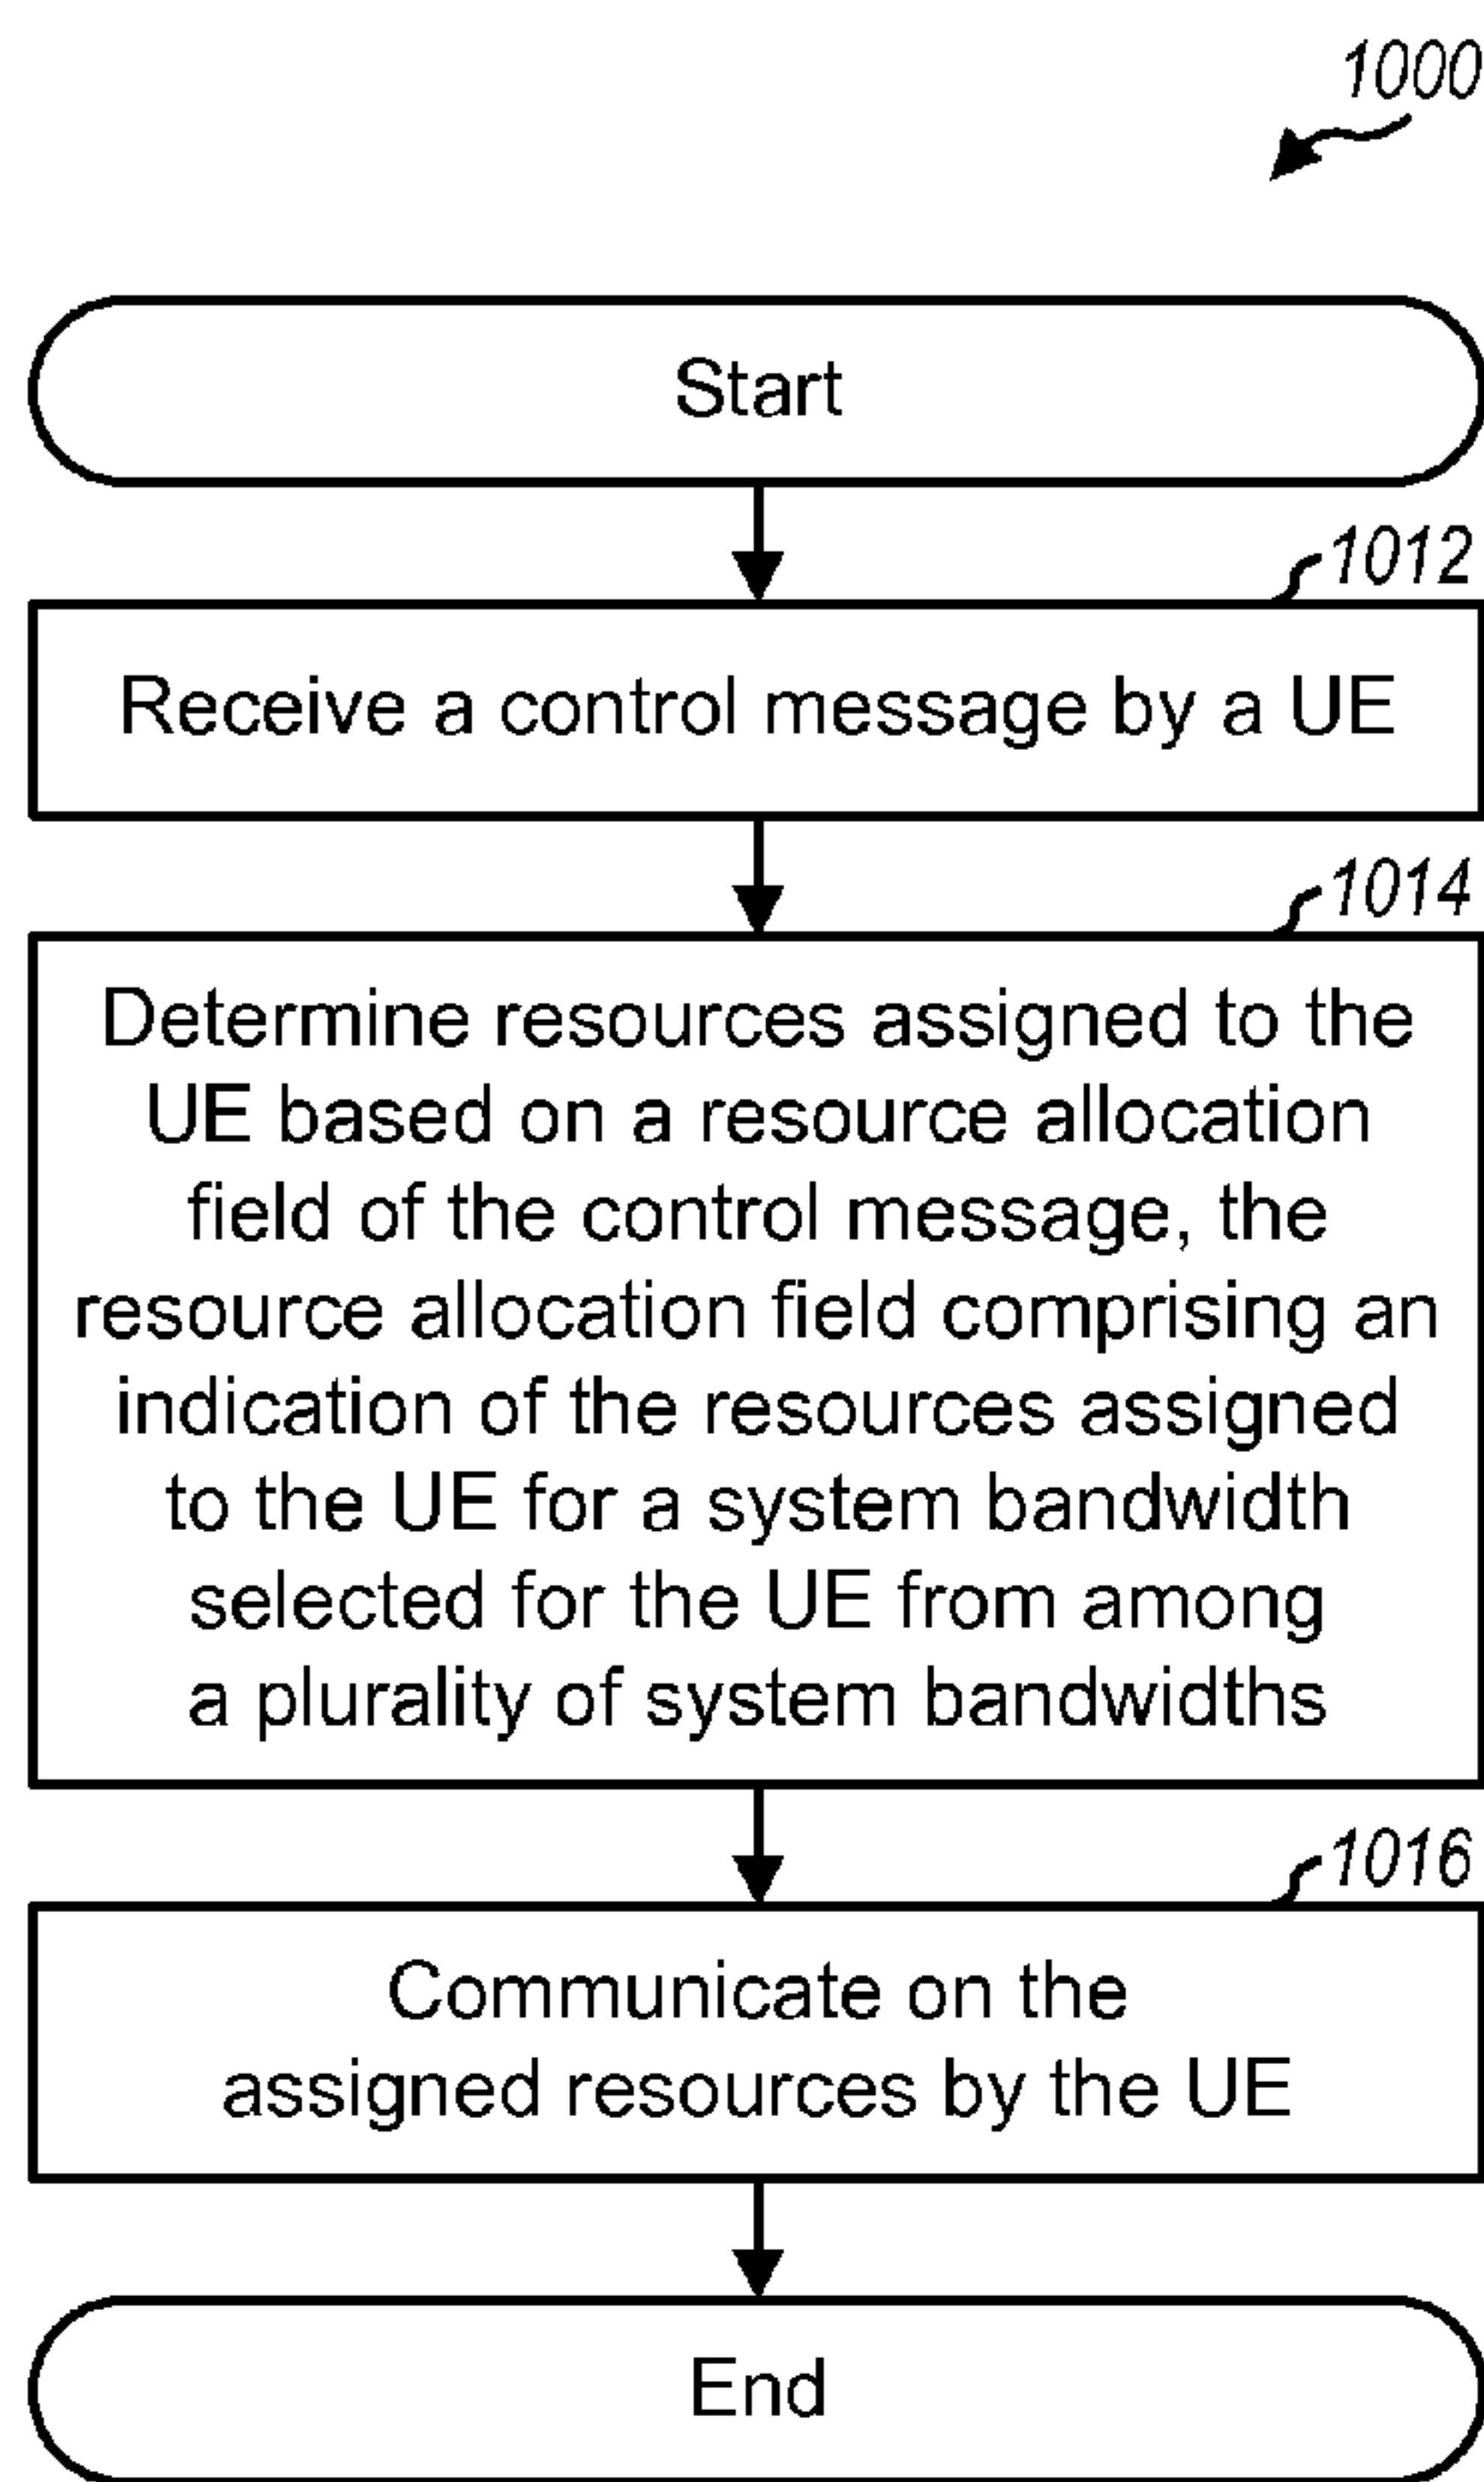 1000
Start
1012
Receive a control message by a UE
1014
Determine resources assigned to the
UE based on a resource allocation
field of the control message, the
resource allocation field comprising an
indication of the resources assigned
to the UE for a system bandwidth
selected for the UE from among
a plurality of system bandwidths
1016
Communicate on the
assigned resources by the UE
End